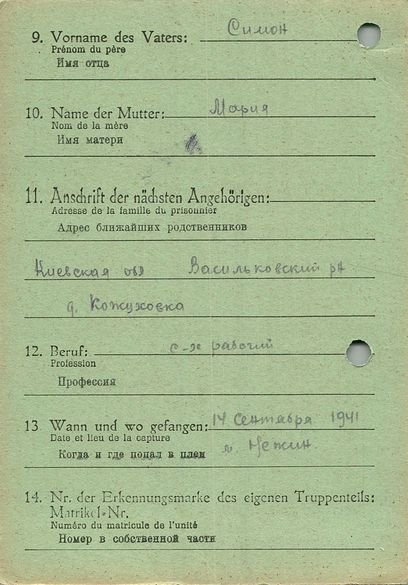 9. Vorname des Vaters: Симон
Prénom du père
Имя отца
10. Name der Mutter: Мария
Nom de la mère
Имя матери
11. Anschrift der nächsten Angehörigen:
Adresse de la famille du prisonnier
Адрес ближайших родственников
Киевская обл Васильковский р-н
д. Кожуховка
12. Beruf: с-х рабочий
Profession
Профессия
13 Wann und wo gefangen: 14 Сентября 1941
Date et lieu de la capture
Когда и где попал в плен г. Нежин.
14. Nr. der Erkennungsmarke des eigenen Truppenteils:
Matrikel-Nr.
Numéro du matricule de l'unité
Номер в собственной части